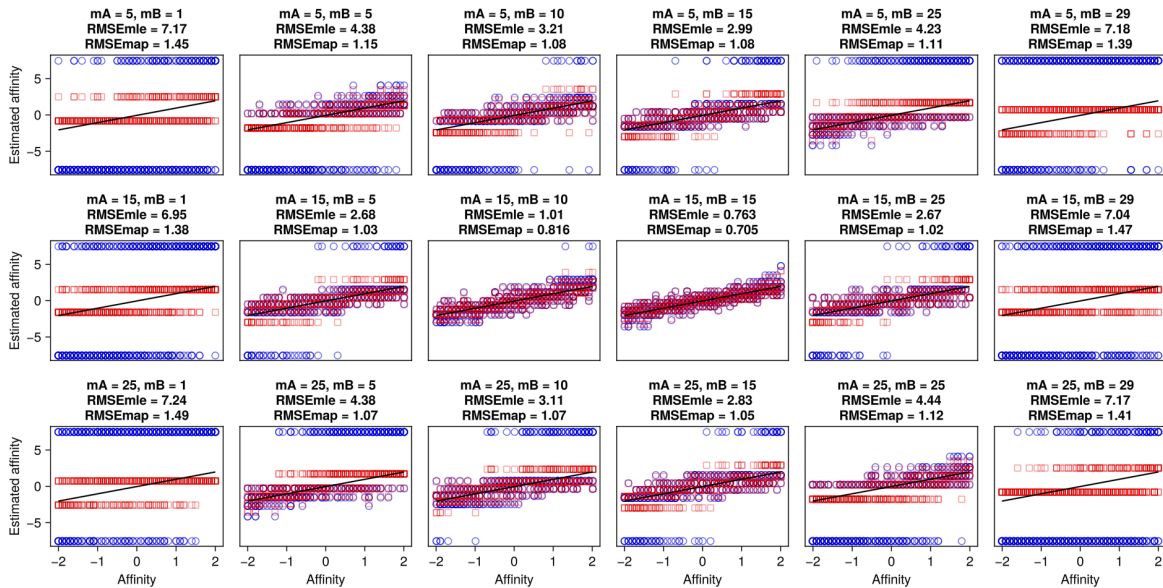 mA = 5, mB = 1
RMSEmle = 7.17
RMSEmap = 1.45
mA = 5, mB = 5
RMSEmle = 4.38
RMSEmap = 1.15
mA = 5, mB = 10
RMSEmle = 3.21
RMSEmap = 1.08
mA = 5, mB = 15
RMSEmle = 2.99
RMSEmap = 1.08
mA = 5, mB = 25
RMSEmle = 4.23
RMSEmap = 1.11
mA = 5, mB = 29
RMSEmle = 7.18
RMSEmap = 1.39
Estimated affinity
5
0
−5
mA = 15, mB = 1
RMSEmle = 6.95
RMSEmap = 1.38
mA = 15, mB = 5
RMSEmle = 2.68
RMSEmap = 1.03
mA = 15, mB = 10
RMSEmle = 1.01
RMSEmap = 0.816
mA = 15, mB = 15
RMSEmle = 0.763
RMSEmap = 0.705
mA = 15, mB = 25
RMSEmle = 2.67
RMSEmap = 1.02
mA = 15, mB = 29
RMSEmle = 7.04
RMSEmap = 1.47
Estimated affinity
5
0
−5
mA = 25, mB = 1
RMSEmle = 7.24
RMSEmap = 1.49
mA = 25, mB = 5
RMSEmle = 4.38
RMSEmap = 1.07
mA = 25, mB = 10
RMSEmle = 3.11
RMSEmap = 1.07
mA = 25, mB = 15
RMSEmle = 2.83
RMSEmap = 1.05
mA = 25, mB = 25
RMSEmle = 4.44
RMSEmap = 1.12
mA = 25, mB = 29
RMSEmle = 7.17
RMSEmap = 1.41
Estimated affinity
5
0
−5
−2 −1 0 1 2
Affinity
−2 −1 0 1 2
Affinity
−2 −1 0 1 2
Affinity
−2 −1 0 1 2
Affinity
−2 −1 0 1 2
Affinity
−2 −1 0 1 2
Affinity